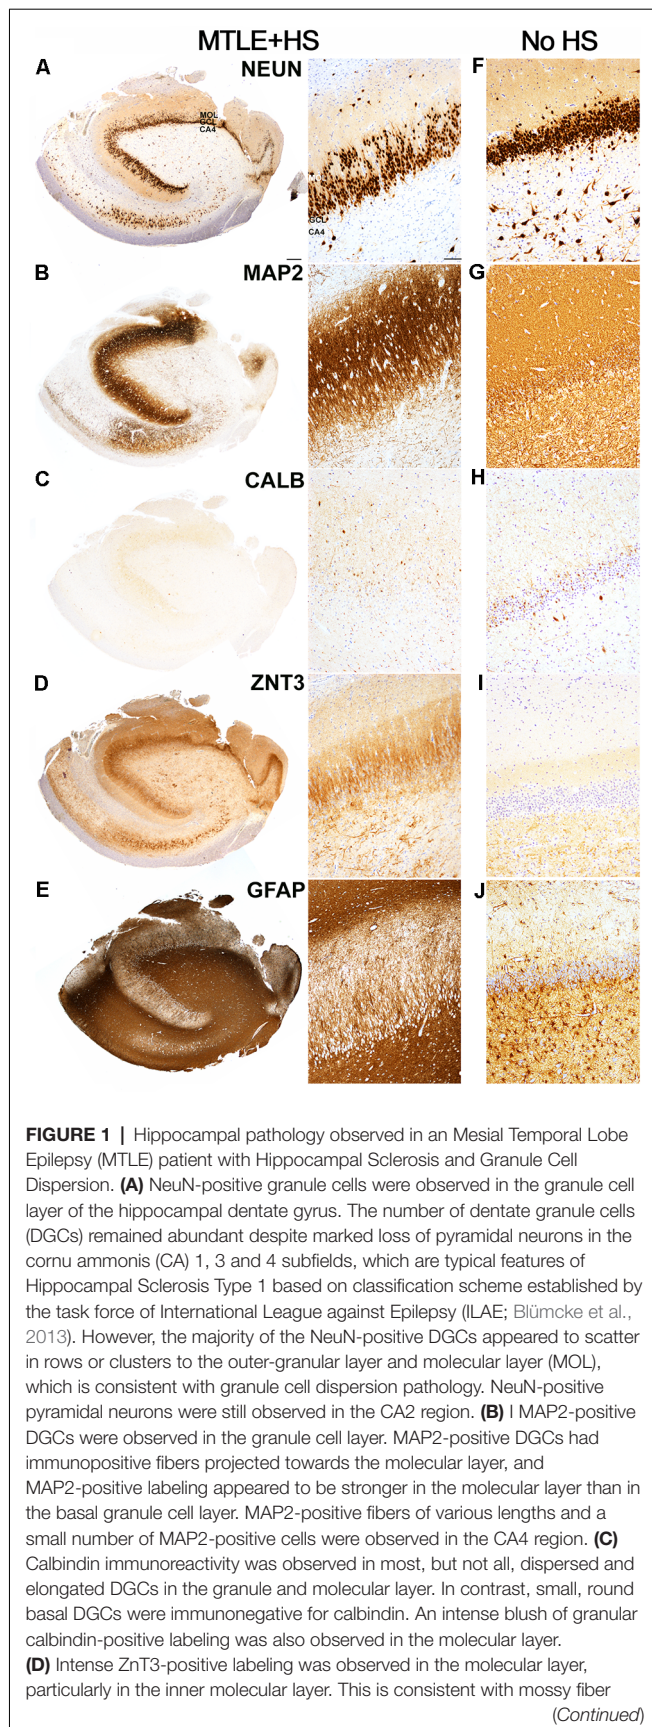 MTLE+HS No HS
A NEUN F
MOL
GCL
CA4
GCL
CA4
B MAP2 G
C CALB H
D ZNT3 I
E GFAP J
FIGURE 1 | Hippocampal pathology observed in an Mesial Temporal Lobe
Epilepsy (MTLE) patient with Hippocampal Sclerosis and Granule Cell
Dispersion. (A) NeuN-positive granule cells were observed in the granule cell
layer of the hippocampal dentate gyrus. The number of dentate granule cells
(DGCs) remained abundant despite marked loss of pyramidal neurons in the
cornu ammonis (CA) 1, 3 and 4 subfields, which are typical features of
Hippocampal Sclerosis Type 1 based on classification scheme established by
the task force of International League against Epilepsy (ILAE; Blümcke et al.,
2013). However, the majority of the NeuN-positive DGCs appeared to scatter
in rows or clusters to the outer-granular layer and molecular layer (MOL),
which is consistent with granule cell dispersion pathology. NeuN-positive
pyramidal neurons were still observed in the CA2 region. (B) I MAP2-positive
DGCs were observed in the granule cell layer. MAP2-positive DGCs had
immunopositive fibers projected towards the molecular layer, and
MAP2-positive labeling appeared to be stronger in the molecular layer than in
the basal granule cell layer. MAP2-positive fibers of various lengths and a
small number of MAP2-positive cells were observed in the CA4 region. (C)
Calbindin immunoreactivity was observed in most, but not all, dispersed and
elongated DGCs in the granule and molecular layer. In contrast, small, round
basal DGCs were immunonegative for calbindin. An intense blush of granular
calbindin-positive labeling was also observed in the molecular layer.
(D) Intense ZnT3-positive labeling was observed in the molecular layer,
particularly in the inner molecular layer. This is consistent with mossy fiber
(Continued)